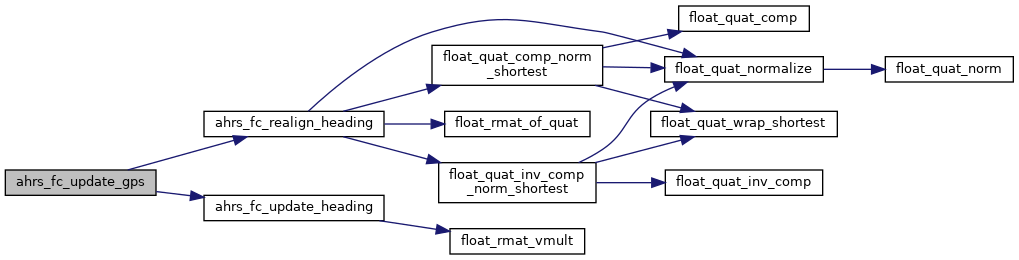 ahrs_fc_update_gps
ahrs_fc_realign_heading
ahrs_fc_update_heading
float_quat_comp_norm
_shortest
float_rmat_of_quat
float_quat_inv_comp
_norm_shortest
float_rmat_vmult
float_quat_comp
float_quat_normalize
float_quat_wrap_shortest
float_quat_inv_comp
float_quat_norm